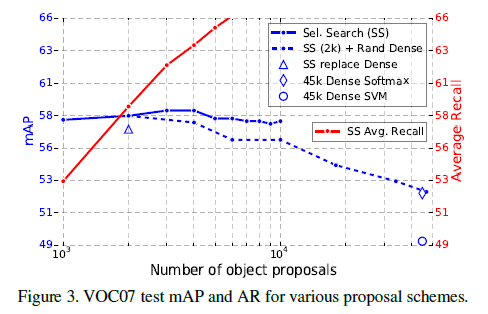 66
63
61
58
56
53
51
49
mAP
66
63
61
58
56
53
51
49
Average Recall
Sel. Search (SS)
SS (2k) + Rand Dense
SS replace Dense
45k Dense Softmax
45k Dense SVM
SS Avg. Recall
10³
10⁴
Number of object proposals
Figure 3. VOC07 test mAP and AR for various proposal schemes.